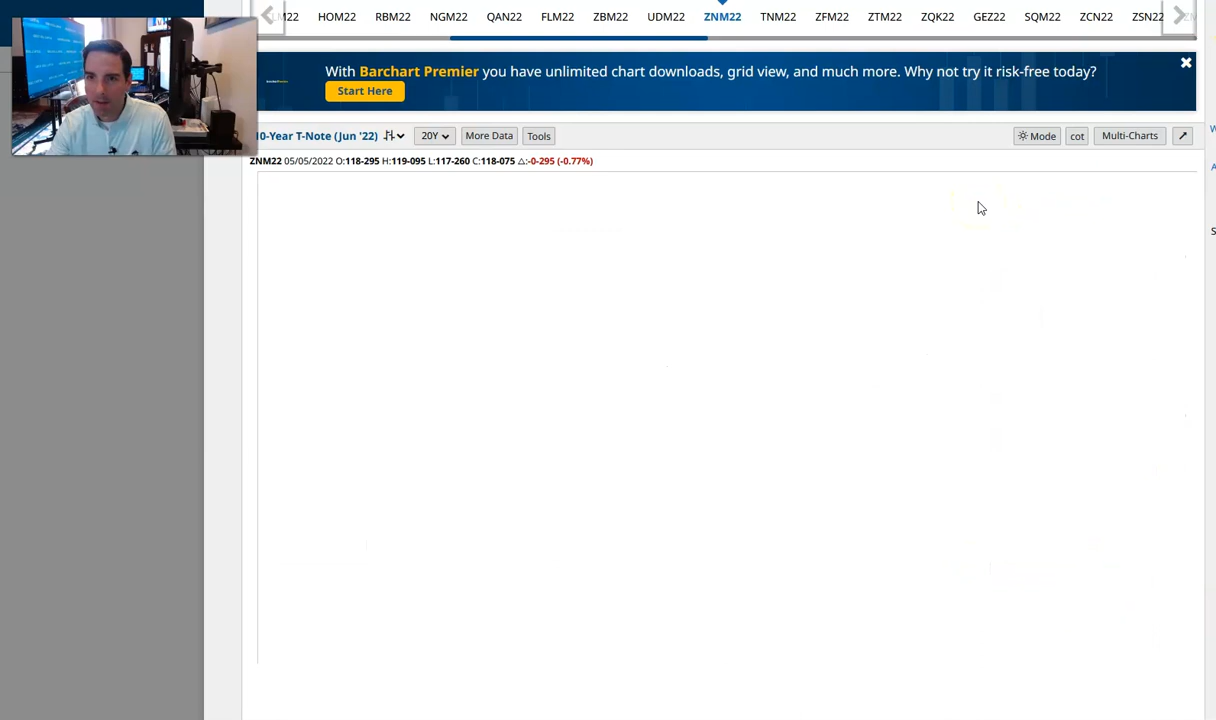 LM22 HOM22 RBM22 NGM22 QAN22 FLM22 ZBM22 UDM22 ZNM22 TNM22 ZFM22 ZTM22 ZQK22 GEZ22 SQM22 ZCN22 ZSN22
With Barchart Premier you have unlimited chart downloads, grid view, and much more. Why not try it risk-free today?
Start Here
10-Year T-Note (Jun '22) 20Y More Data Tools Mode cot Multi-Charts
ZNM22 05/05/2022 O:118-295 H:119-095 L:117-260 C:118-075 △:-0-295 (-0.77%)